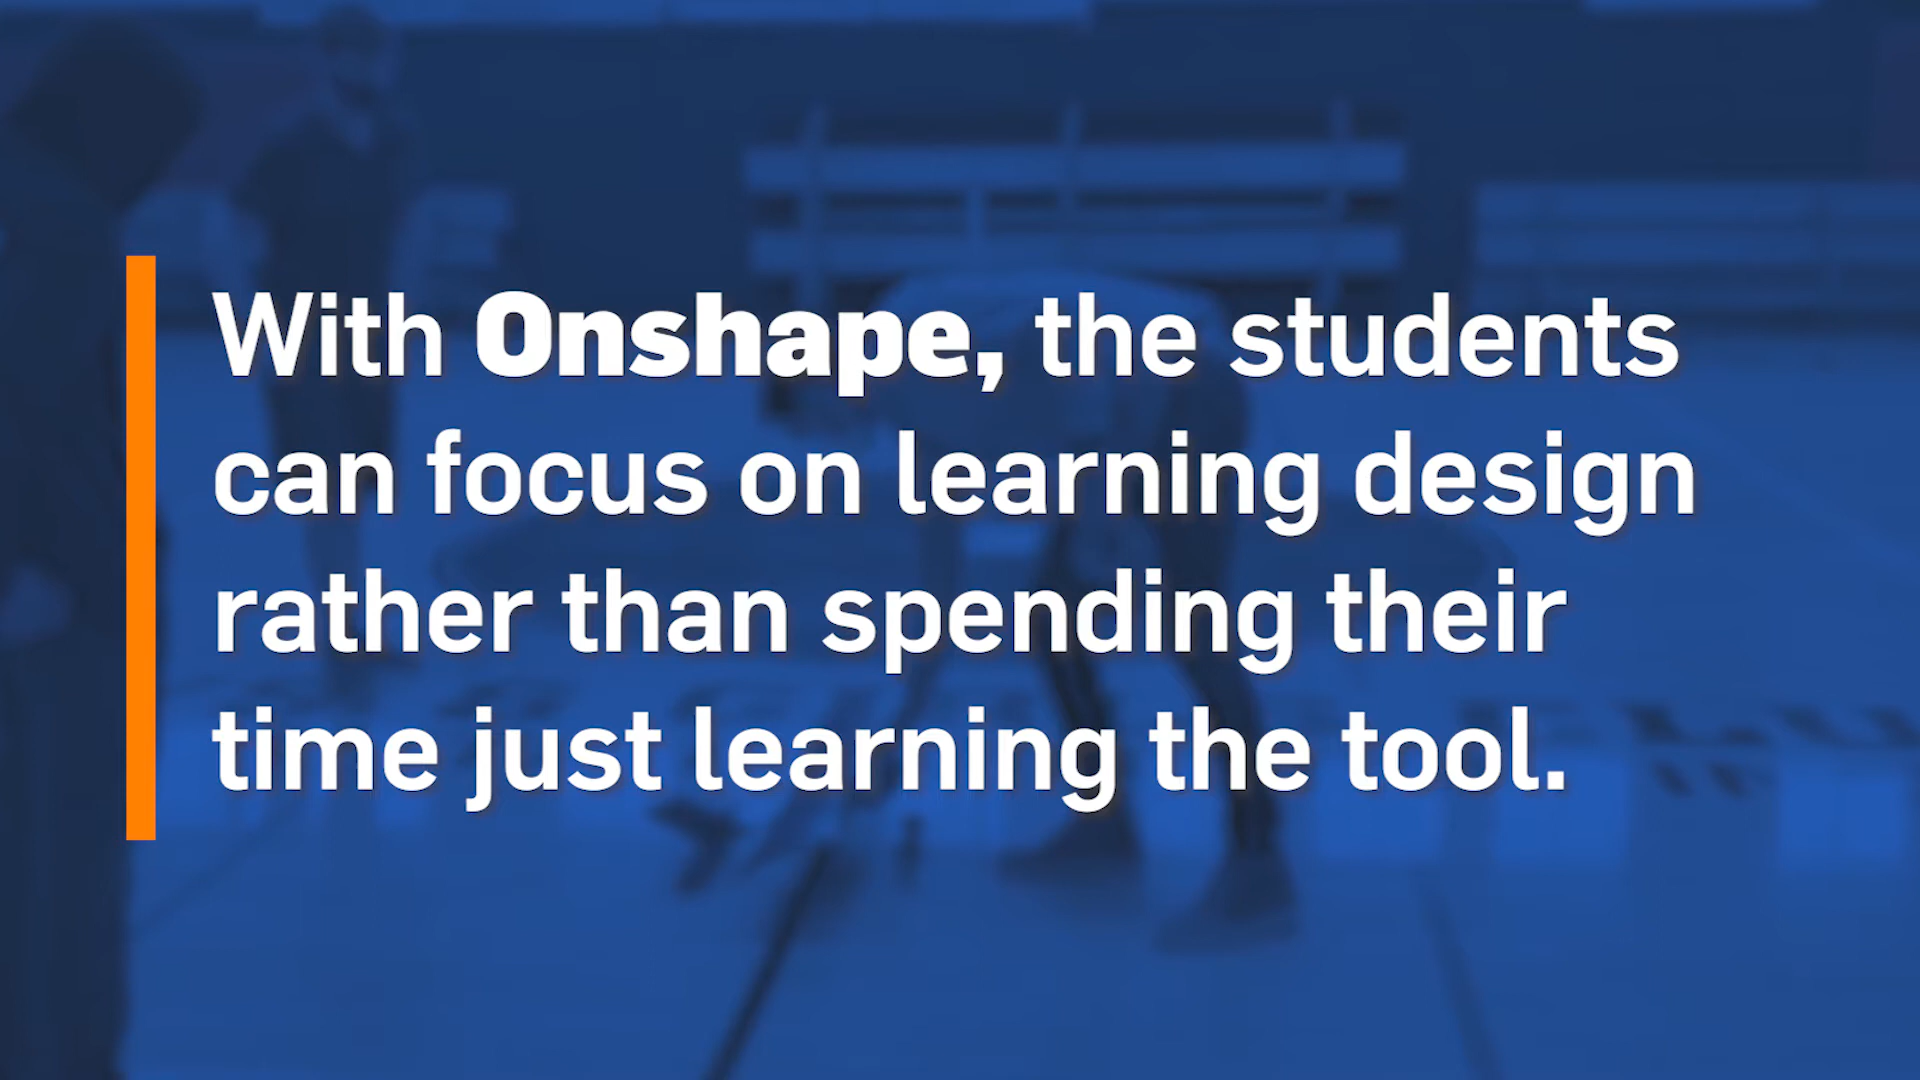 With Onshape, the students
can focus on learning design
rather than spending their
time just learning the tool.